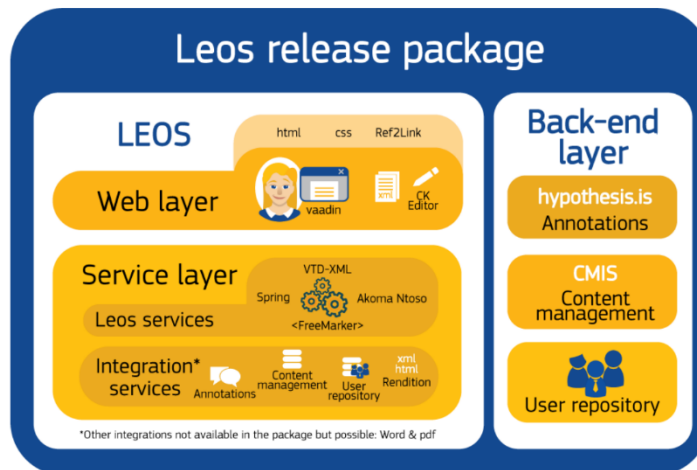 Leos release package
LEOS
html css Ref2Link
Web layer
vaadin
xml
CK
Editor
Service layer
VTD-XML
Spring
Akoma Ntoso
<FreeMarker>
Leos services
Integration*
services
Annotations
Content
management
User
repository
xml
html
Rendition
*Other integrations not available in the package but possible: Word & pdf
Back-end
layer
hypothesis.is
Annotations
CMIS
Content
management
User repository